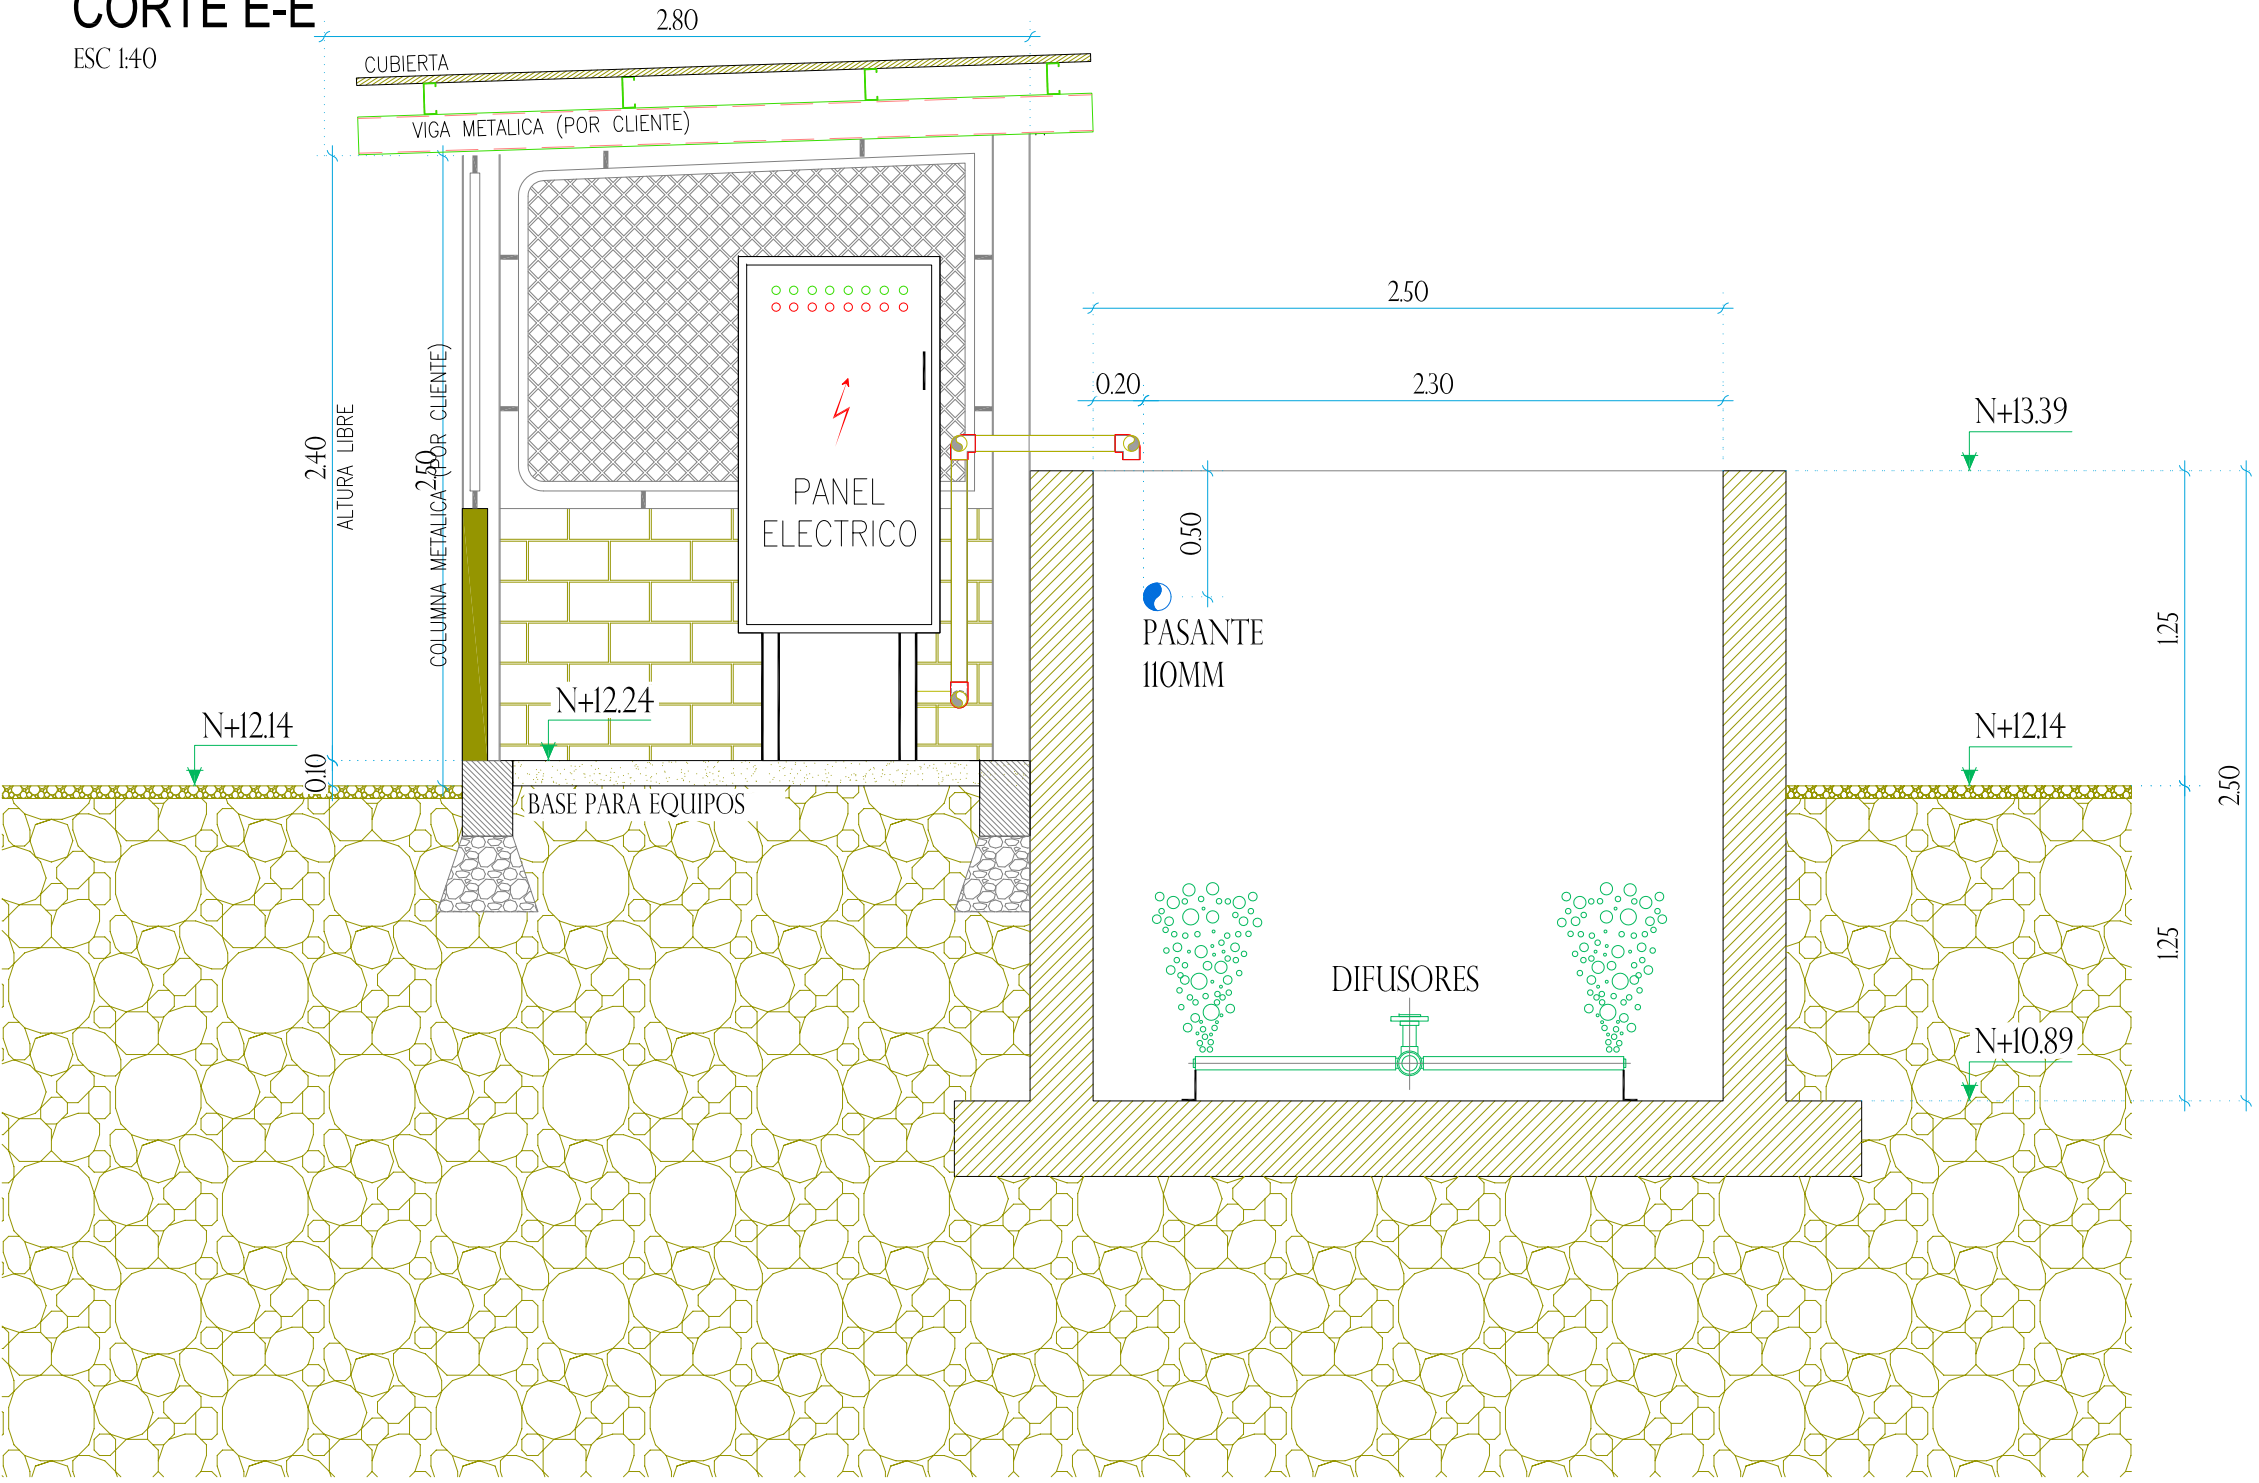 CORTE E-E
ESC 1:40
2.80
CUBIERTA
VIGA METALICA (POR CLIENTE)
2.50
0.20
2.30
N+13.39
2.40
ALTURA LIBRE
2.50
COLUMNA METALICA (POR CLIENTE)
PANEL
ELECTRICO
0.50
PASANTE
110MM
1.25
N+12.24
N+12.14
N+12.14
0.10
2.50
BASE PARA EQUIPOS
1.25
DIFUSORES
N+10.89